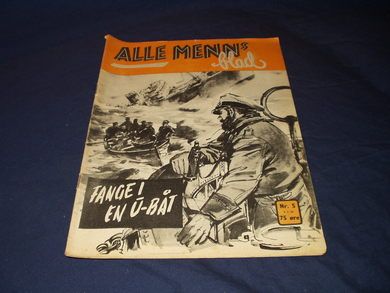 ALLE MENNs
blad
FANGE I
EN U-BÅT
Nr. 5
75 øre